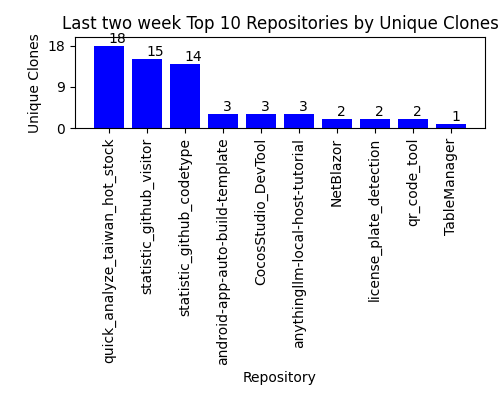 Last two week Top 10 Repositories by Unique Clones
Unique Clones
18
9
0
18
15
14
3
3
3
2
2
2
1
quick_analyze_taiwan_hot_stock
statistic_github_visitor
statistic_github_codetype
android-app-auto-build-template
CocosStudio_DevTool
anythingllm-local-host-tutorial
NetBlazor
license_plate_detection
qr_code_tool
TableManager
Repository